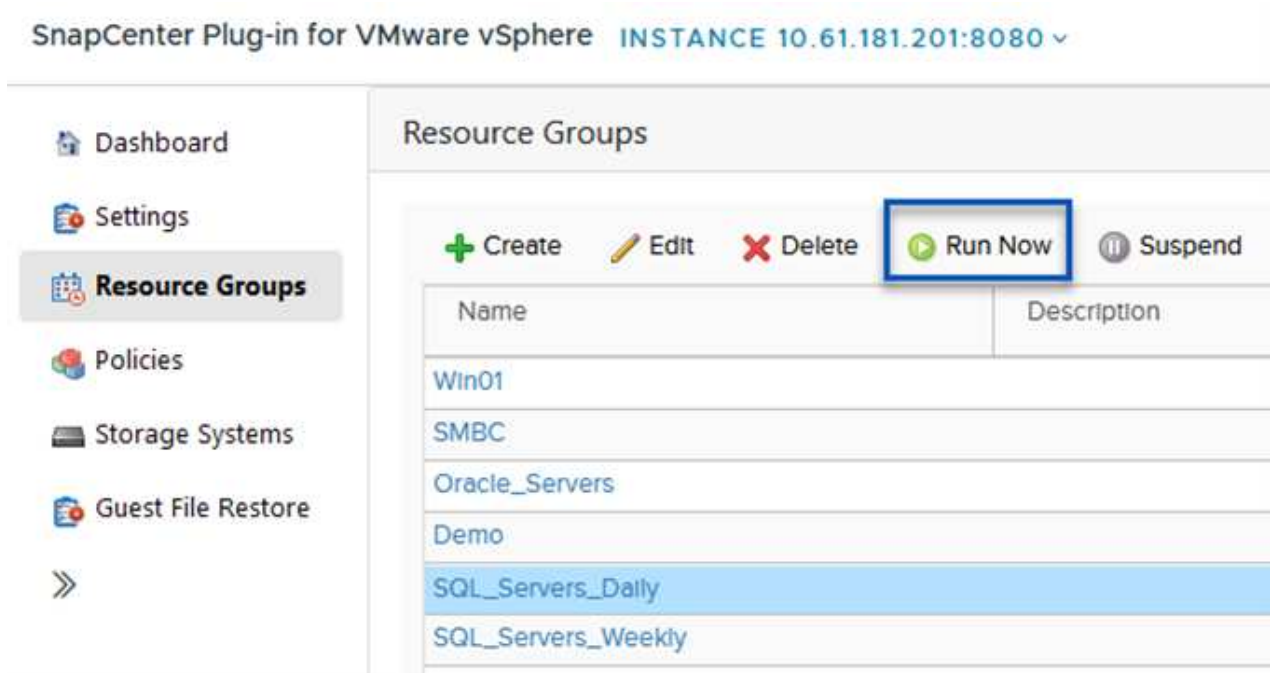 SnapCenter Plug-in for VMware vSphere INSTANCE 10.61.181.201:8080
Dashboard
Settings
Resource Groups
Policies
Storage Systems
Guest File Restore
Resource Groups
Create Edit Delete Run Now Suspend
Name Description
Win01
SMBC
Oracle_Servers
Demo
SQL_Servers_Daily
SQL_Servers_Weekly